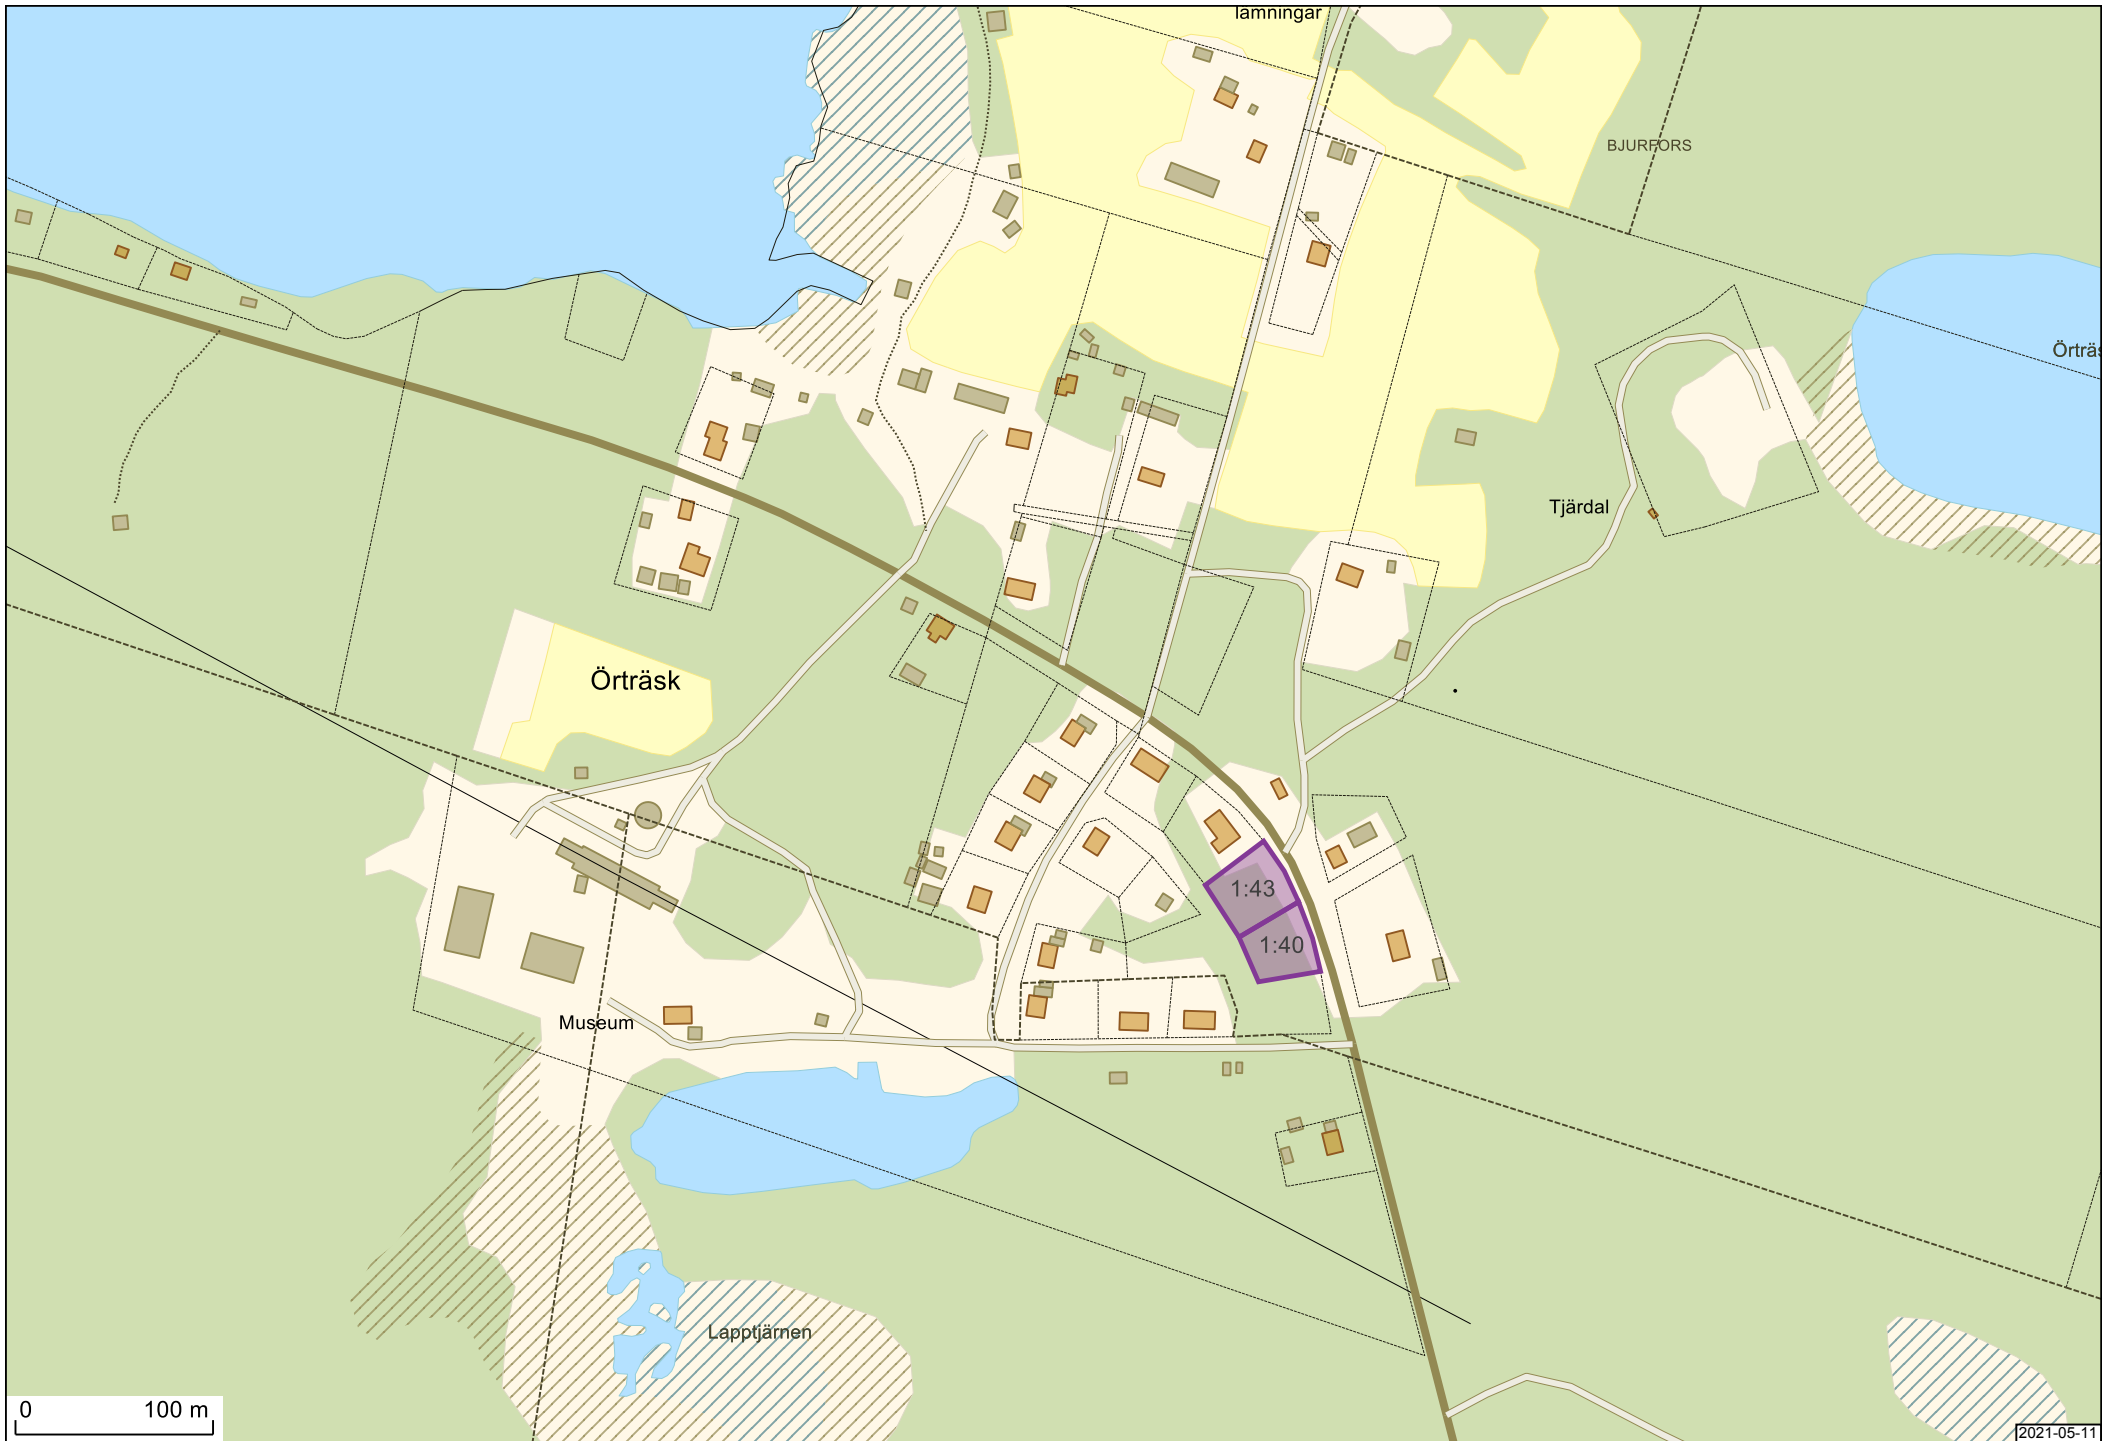 lämningar
BJURFORS
Örträs
Tjärdal
Örträsk
1:43
1:40
Museum
Lapptjärnen
0 100 m
2021-05-11